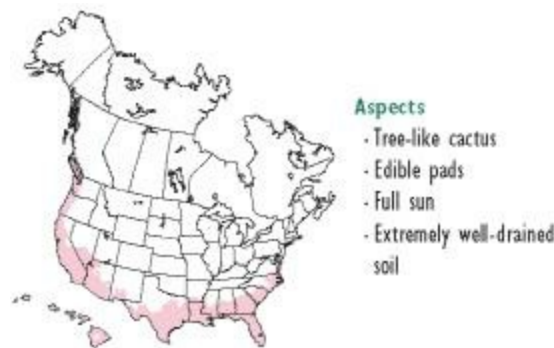 Aspects
- Tree-like cactus
- Edible pads
- Full sun
- Extremely well-drained
soil